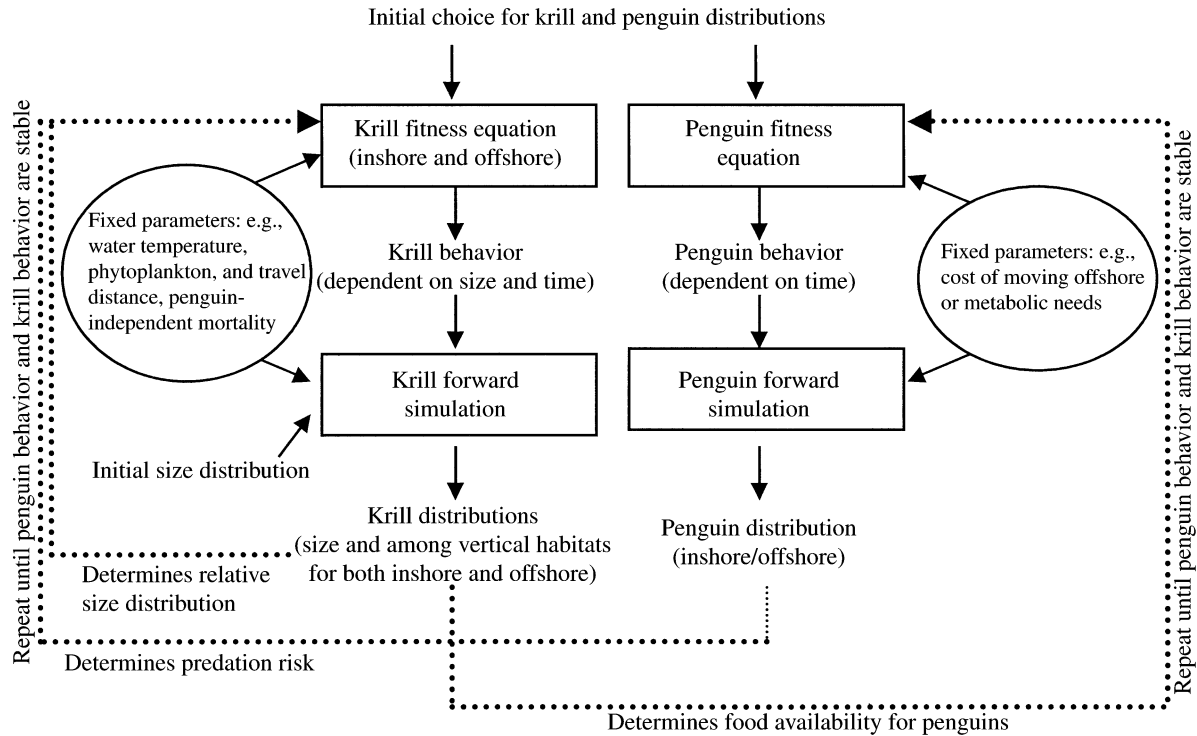 Initial choice for krill and penguin distributions
Krill fitness equation
(inshore and offshore)
Penguin fitness
equation
Fixed parameters: e.g.,
water temperature,
phytoplankton, and travel
distance, penguin-
independent mortality
Krill behavior
(dependent on size and time)
Penguin behavior
(dependent on time)
Fixed parameters: e.g.,
cost of moving offshore
or metabolic needs
Krill forward
simulation
Penguin forward
simulation
Initial size distribution
Krill distributions
(size and among vertical habitats
for both inshore and offshore)
Penguin distribution
(inshore/offshore)
Determines relative
size distribution
Determines predation risk
Determines food availability for penguins
Repeat until penguin behavior and krill behavior are stable
Repeat until penguin behavior and krill behavior are stable